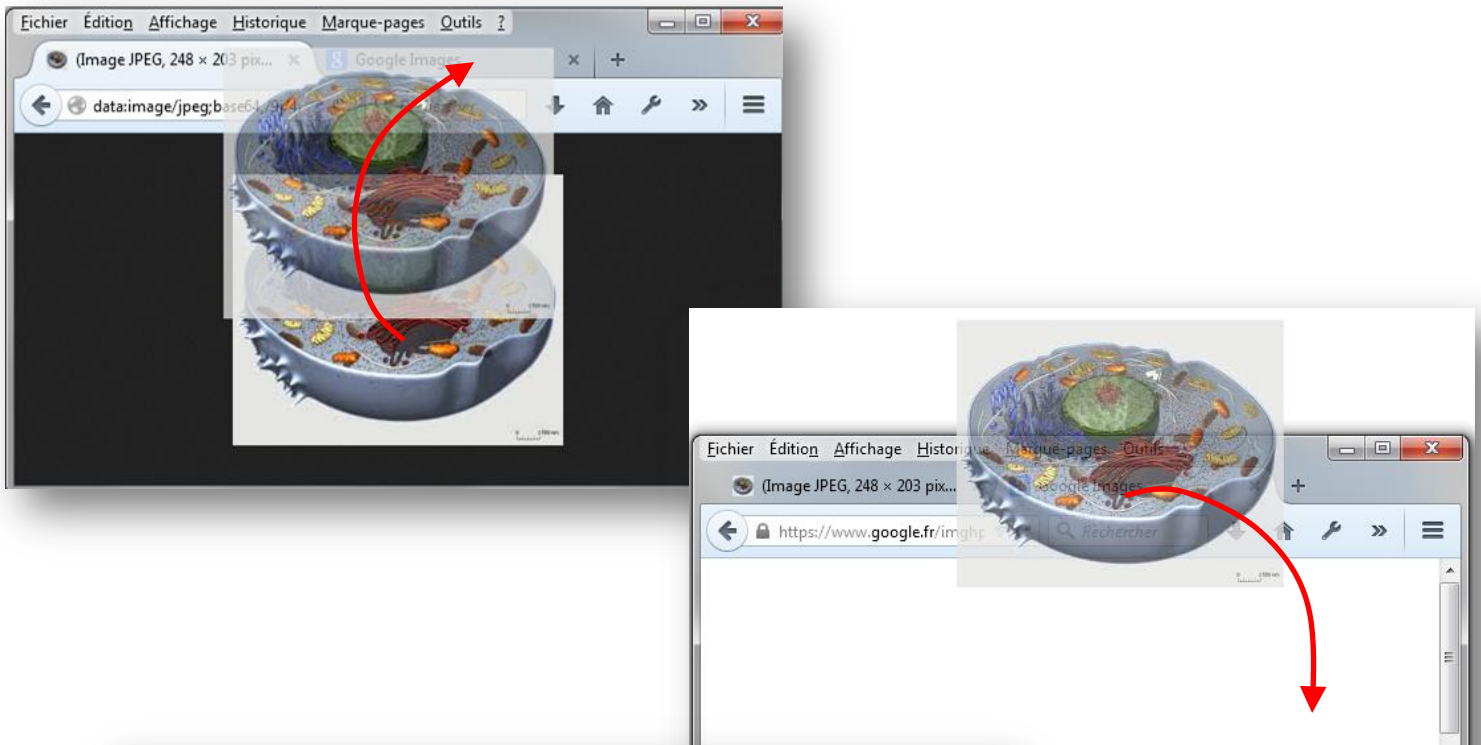 Fichier Édition Affichage Historique Marque-pages Outils ?
(Image JPEG, 248 × 203 pix... Google Images
data:image/jpeg;base64,/9j/4
Fichier Édition Affichage Historique Marque-pages Outils
(Image JPEG, 248 × 203 pix... Google Images
https://www.google.fr/imghp Rechercher